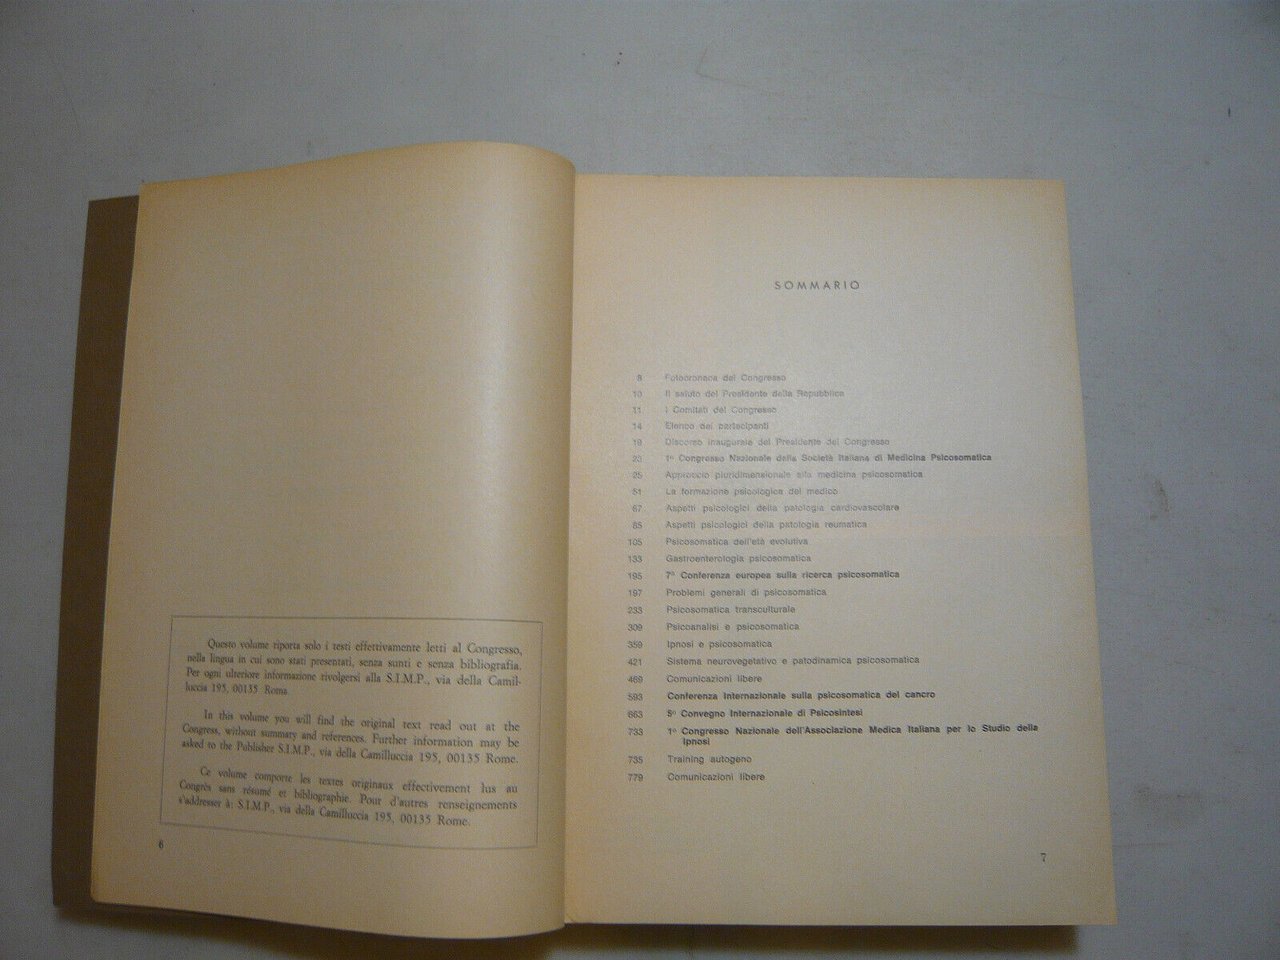 Questo volume riporta solo i testi effettivamente letti al Congresso,
nella lingua in cui sono stati presentati, senza sunti e senza bibliografia.
Per ogni ulteriore informazione rivolgersi alla S.I.M.P., via della Camil-
luccia 195, 00135 Roma.
In this volume you will find the original text read out at the
Congress, without summary and references. Further information may be
asked to the Publisher S.I.M.P., via della Camilluccia 195, 00135 Rome.
Ce volume comporte les textes originaux effectivement lus au
Congrès sans résumé et bibliographie. Pour d'autres renseignements
s'addresser à: S.I.M.P., via della Camilluccia 195, 00135 Rome.
6
SOMMARIO
8 Fotocronaca del Congresso
10 Il saluto del Presidente della Repubblica
11 I Comitati del Congresso
14 Elenco dei partecipanti
19 Discorso inaugurale del Presidente del Congresso
23 1º Congresso Nazionale della Società Italiana di Medicina Psicosomatica
25 Approccio pluridimensionale alla medicina psicosomatica
51 La formazione psicologica del medico
67 Aspetti psicologici della patologia cardiovascolare
85 Aspetti psicologici della patologia reumatica
105 Psicosomatica dell'età evolutiva
133 Gastroenterologia psicosomatica
195 7ª Conferenza europea sulla ricerca psicosomatica
197 Problemi generali di psicosomatica
233 Psicosomatica transculturale
309 Psicoanalisi e psicosomatica
359 Ipnosi e psicosomatica
421 Sistema neurovegetativo e patodinamica psicosomatica
469 Comunicazioni libere
593 Conferenza Internazionale sulla psicosomatica del cancro
663 5º Convegno Internazionale di Psicosintesi
733 1º Congresso Nazionale dell'Associazione Medica Italiana per lo Studio della
Ipnosi
735 Training autogeno
779 Comunicazioni libere
7